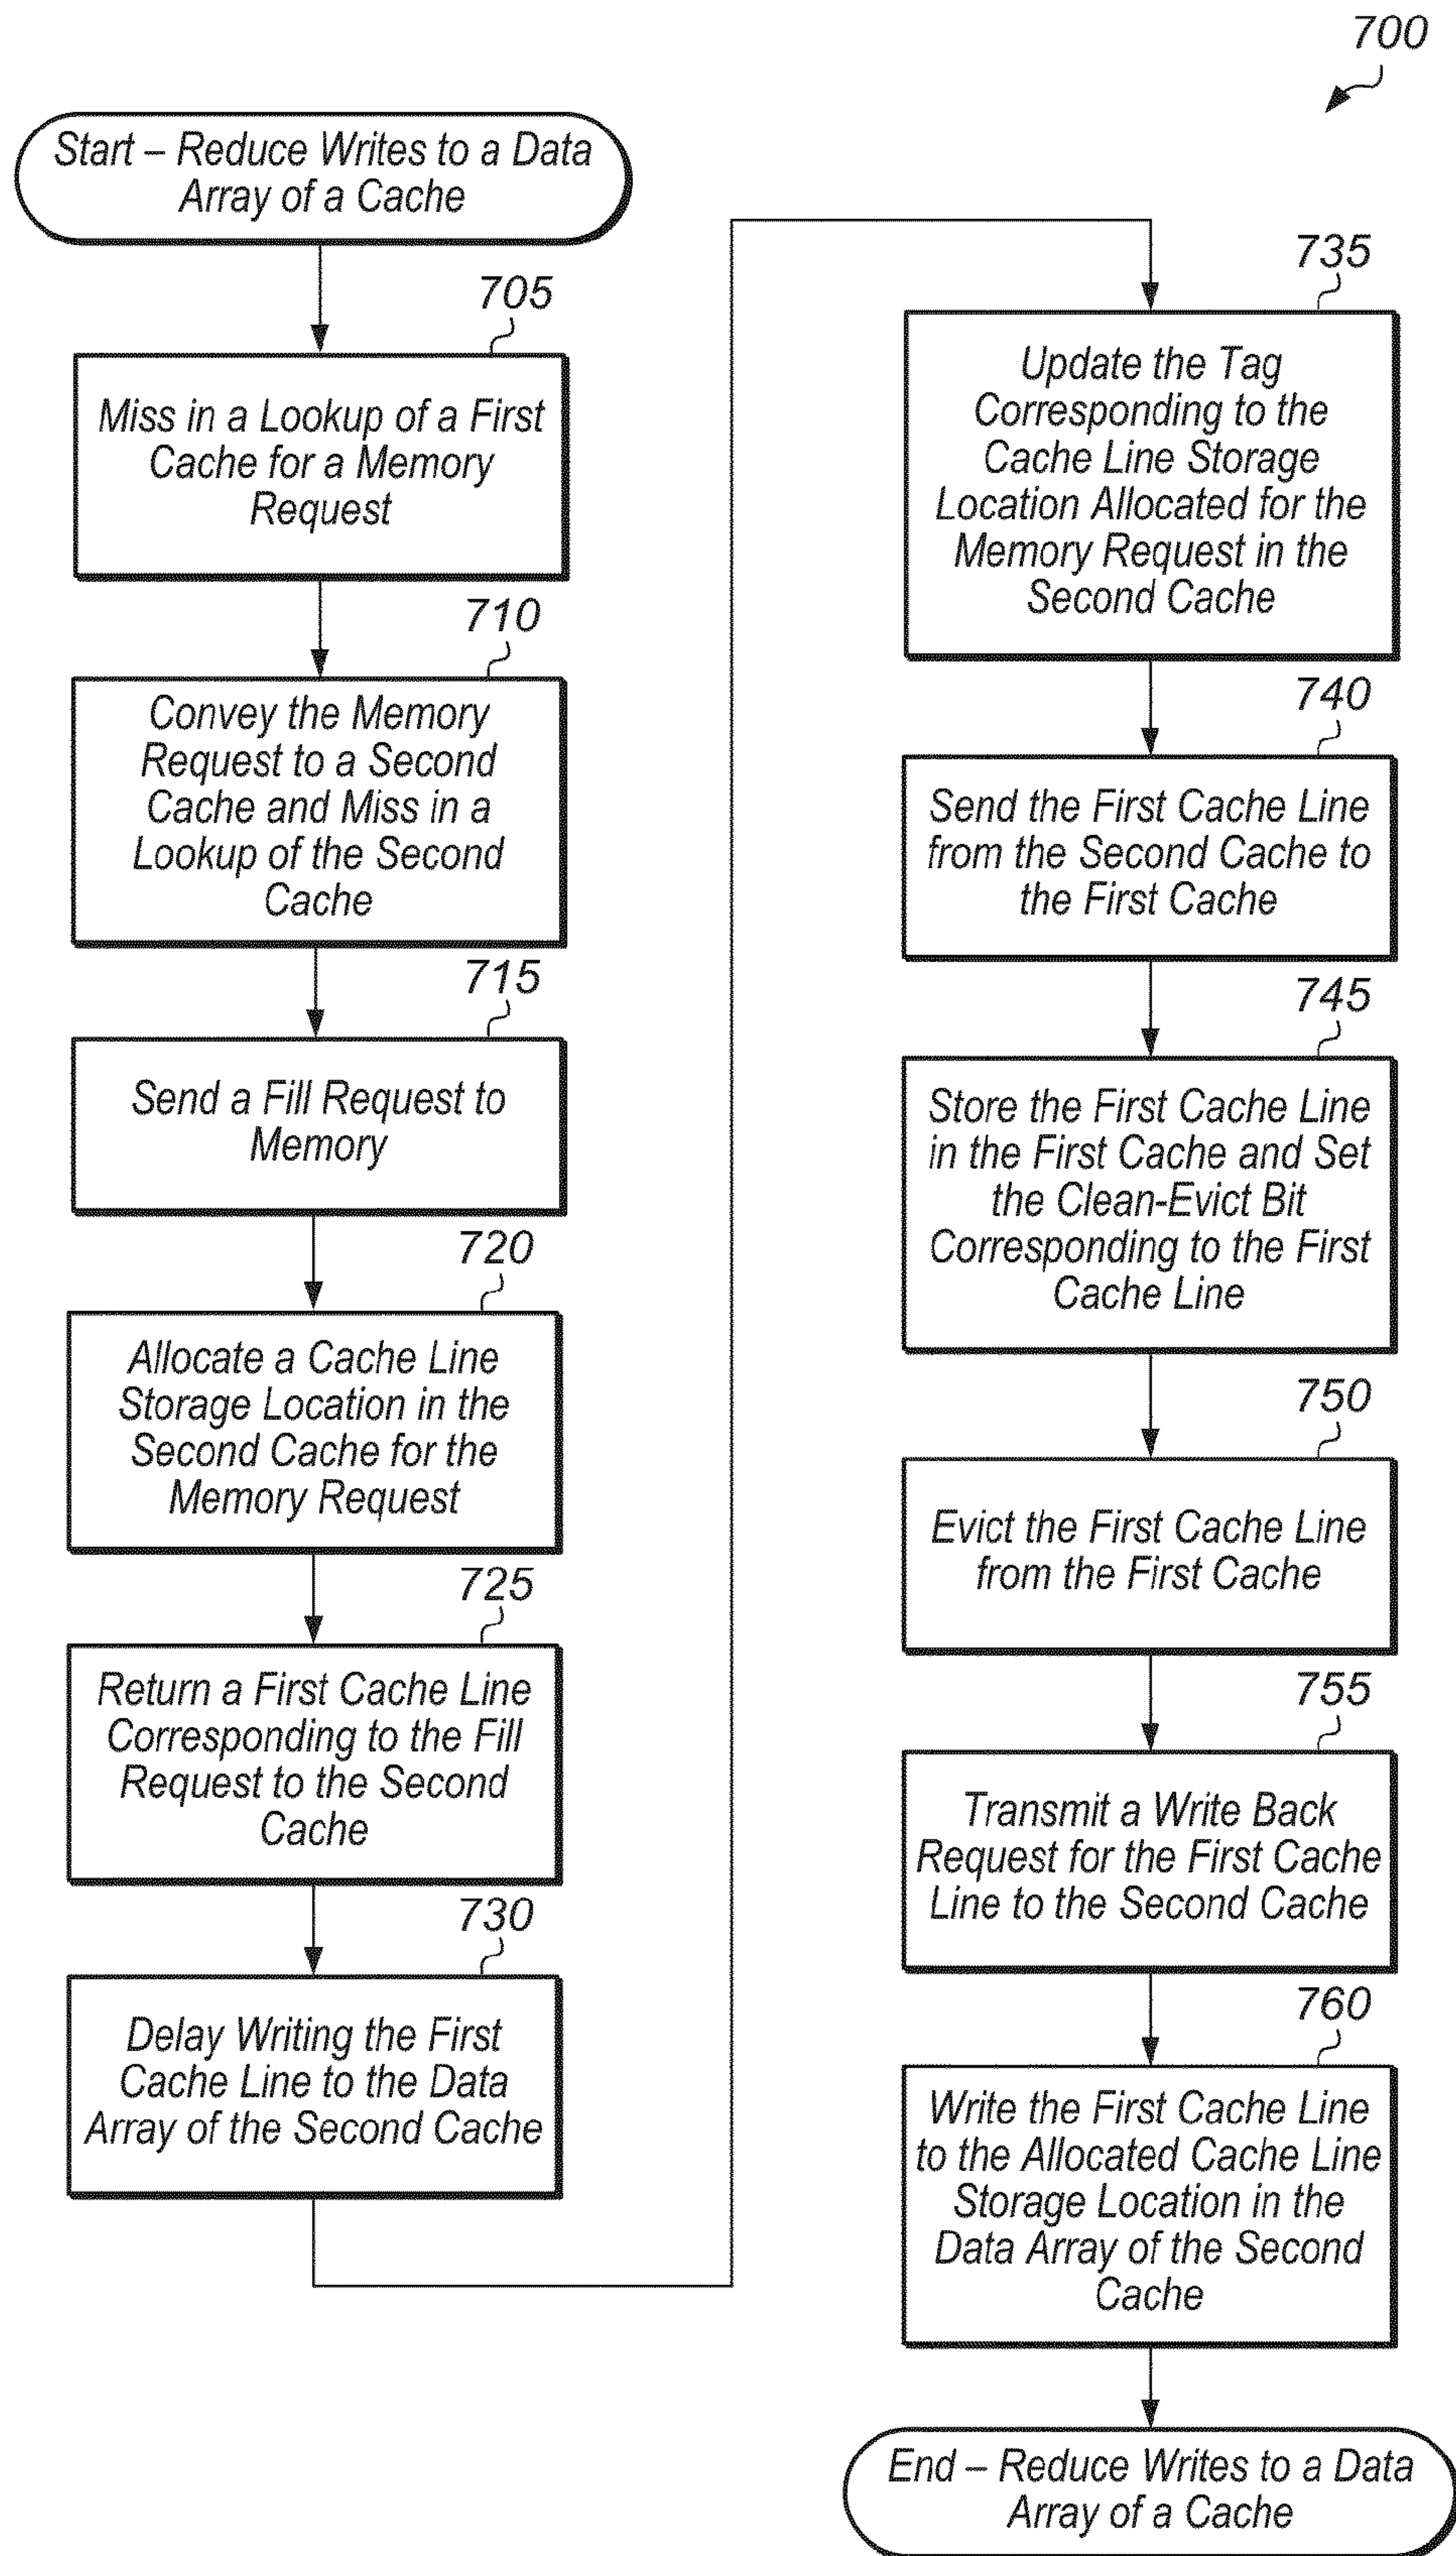 700
Start – Reduce Writes to a Data
Array of a Cache
705
Miss in a Lookup of a First
Cache for a Memory
Request
710
Convey the Memory
Request to a Second
Cache and Miss in a
Lookup of the Second
Cache
715
Send a Fill Request to
Memory
720
Allocate a Cache Line
Storage Location in the
Second Cache for the
Memory Request
725
Return a First Cache Line
Corresponding to the Fill
Request to the Second
Cache
730
Delay Writing the First
Cache Line to the Data
Array of the Second Cache
735
Update the Tag
Corresponding to the
Cache Line Storage
Location Allocated for the
Memory Request in the
Second Cache
740
Send the First Cache Line
from the Second Cache to
the First Cache
745
Store the First Cache Line
in the First Cache and Set
the Clean-Evict Bit
Corresponding to the First
Cache Line
750
Evict the First Cache Line
from the First Cache
755
Transmit a Write Back
Request for the First Cache
Line to the Second Cache
760
Write the First Cache Line
to the Allocated Cache Line
Storage Location in the
Data Array of the Second
Cache
End – Reduce Writes to a Data
Array of a Cache